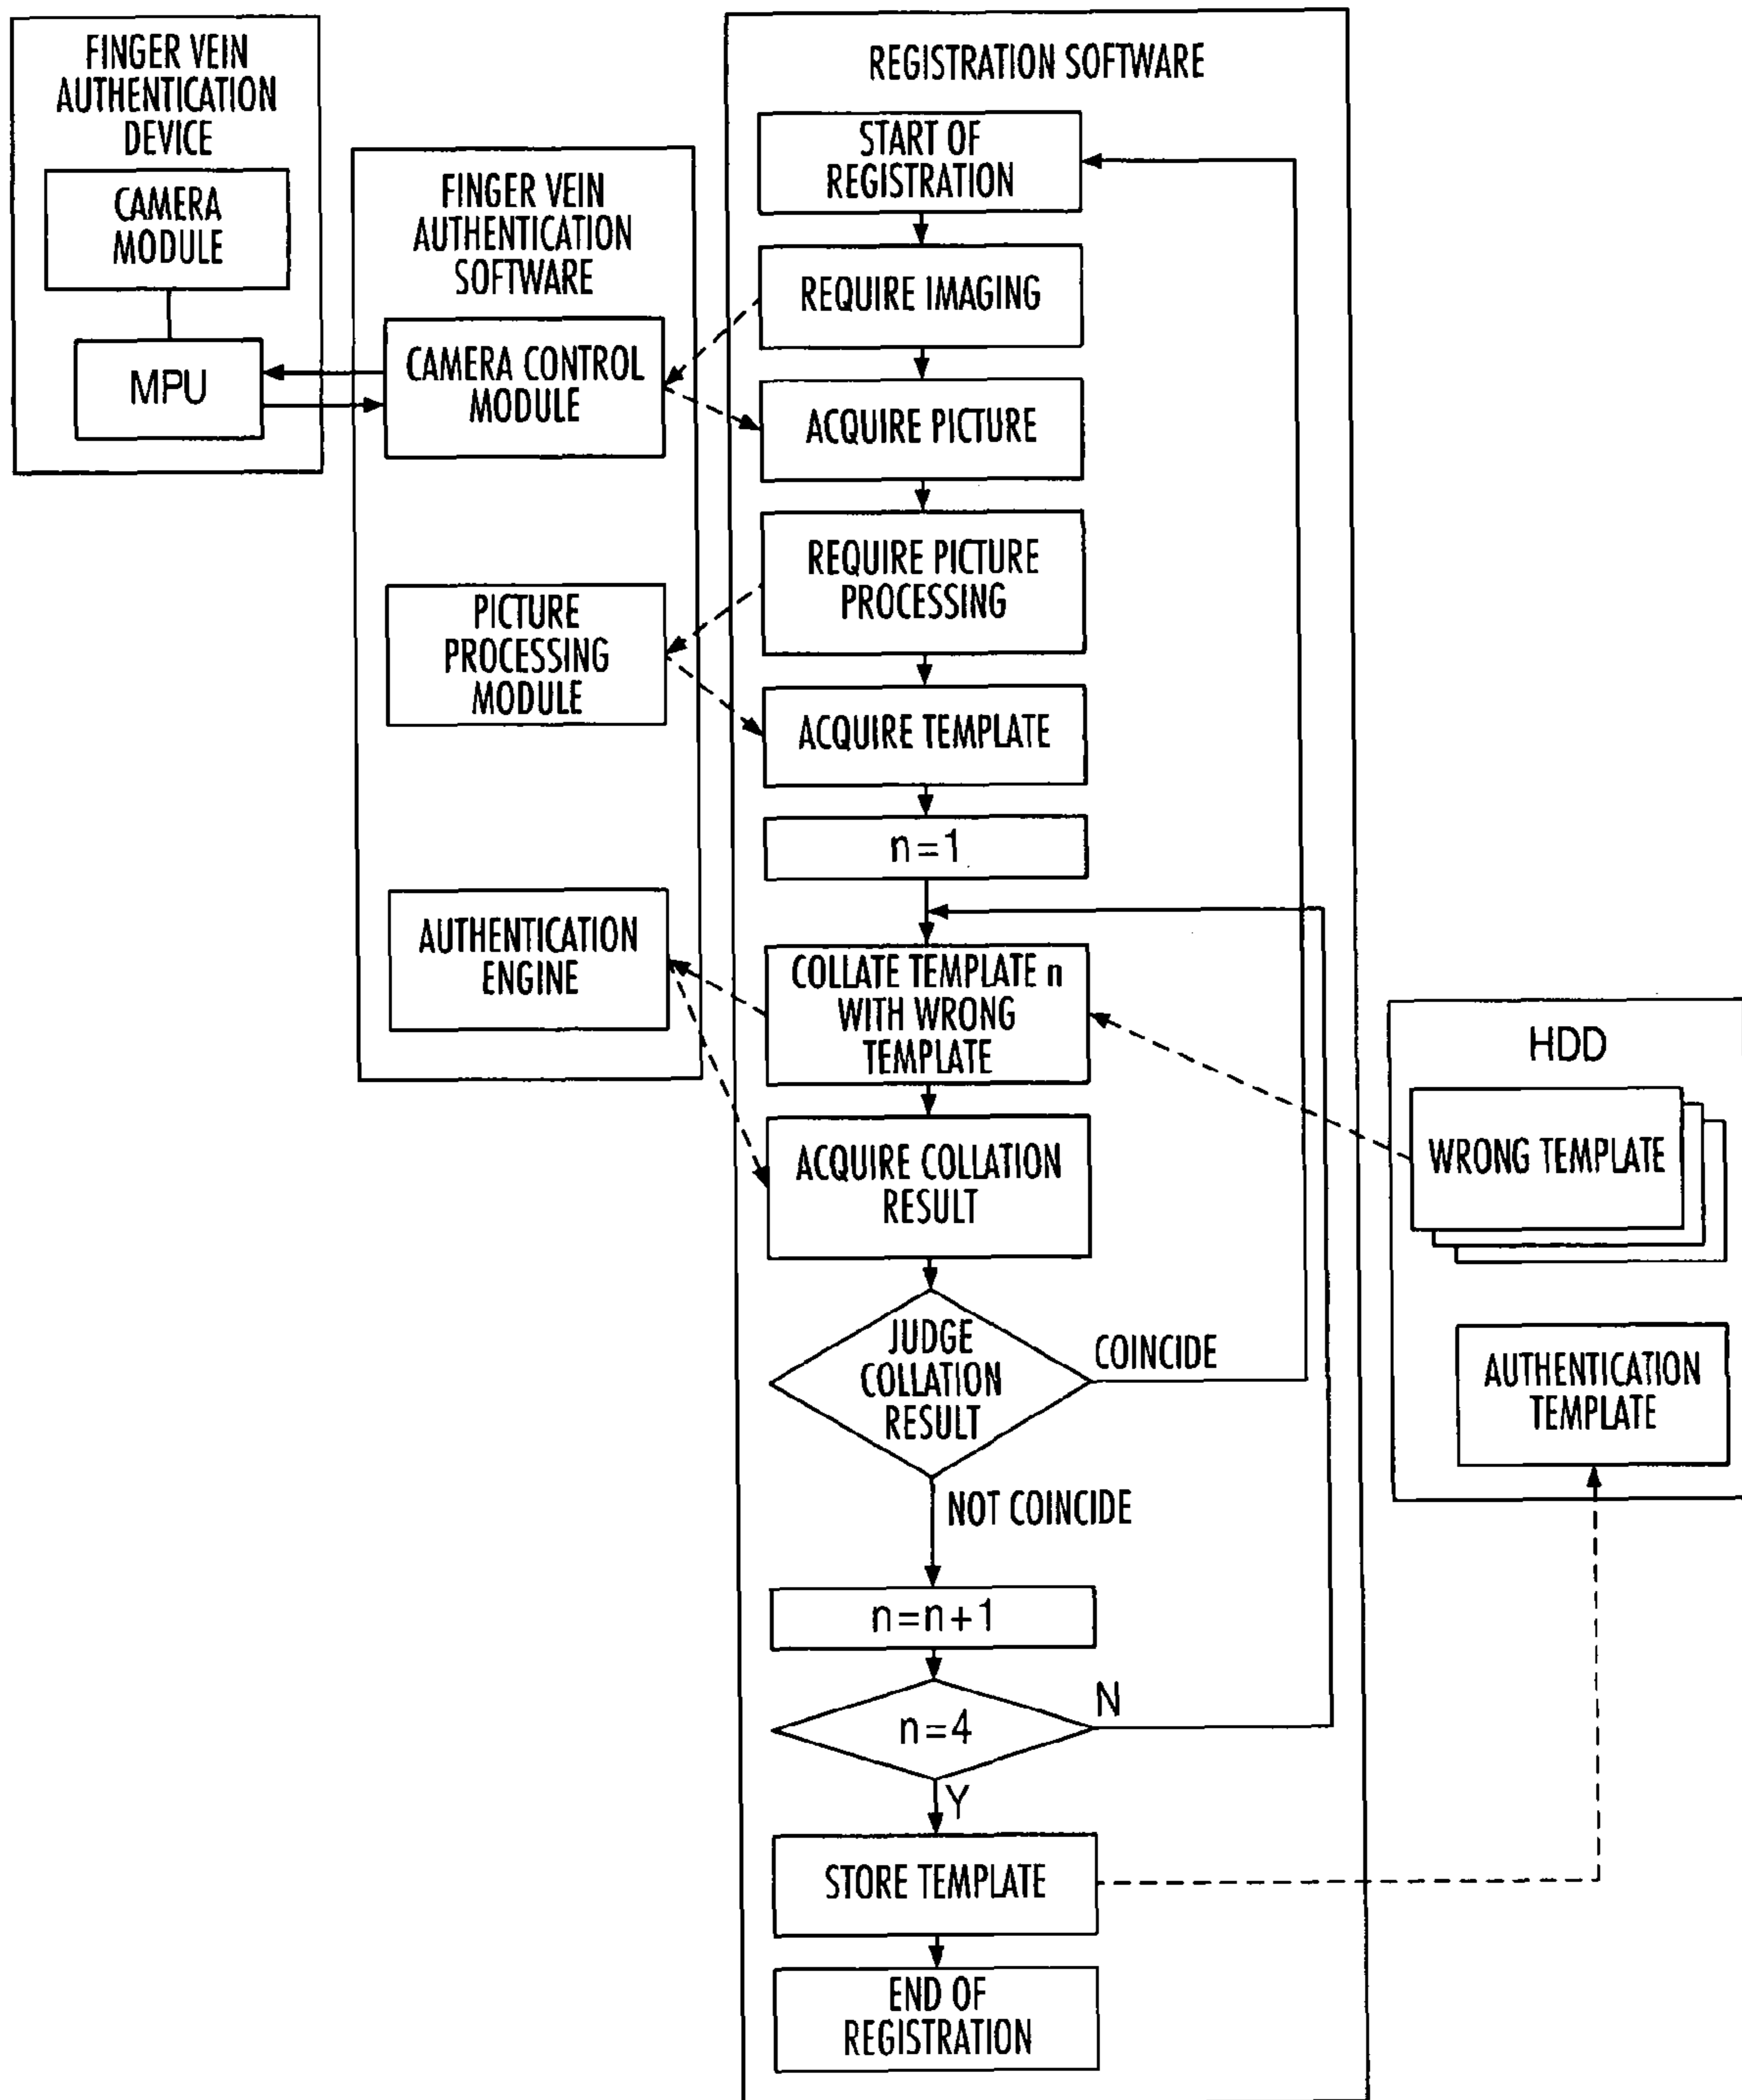 FINGER VEIN
AUTHENTICATION
DEVICE
CAMERA
MODULE
MPU
FINGER VEIN
AUTHENTICATION
SOFTWARE
CAMERA CONTROL
MODULE
PICTURE
PROCESSING
MODULE
AUTHENTICATION
ENGINE
REGISTRATION SOFTWARE
START OF
REGISTRATION
REQUIRE IMAGING
ACQUIRE PICTURE
REQUIRE PICTURE
PROCESSING
ACQUIRE TEMPLATE
n=1
COLLATE TEMPLATE n
WITH WRONG
TEMPLATE
ACQUIRE COLLATION
RESULT
JUDGE
COLLATION
RESULT
COINCIDE
NOT COINCIDE
n=n+1
n=4
N
Y
STORE TEMPLATE
END OF
REGISTRATION
HDD
WRONG TEMPLATE
AUTHENTICATION
TEMPLATE